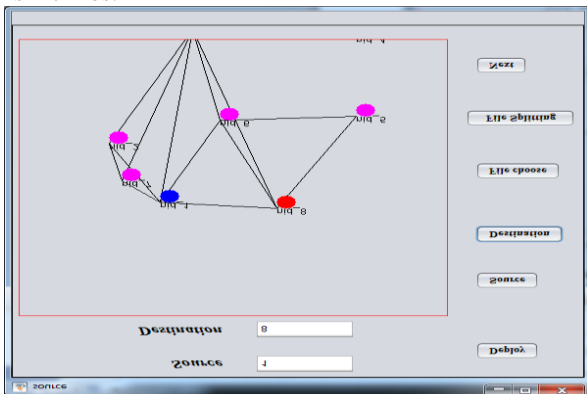 source
Source 1
Destination 8
Deploy
Source
Destination
File choose
File Splitting
Next
nid_8
nid_1
nid_7
nid_2
nid_6
nid_5
nid_4